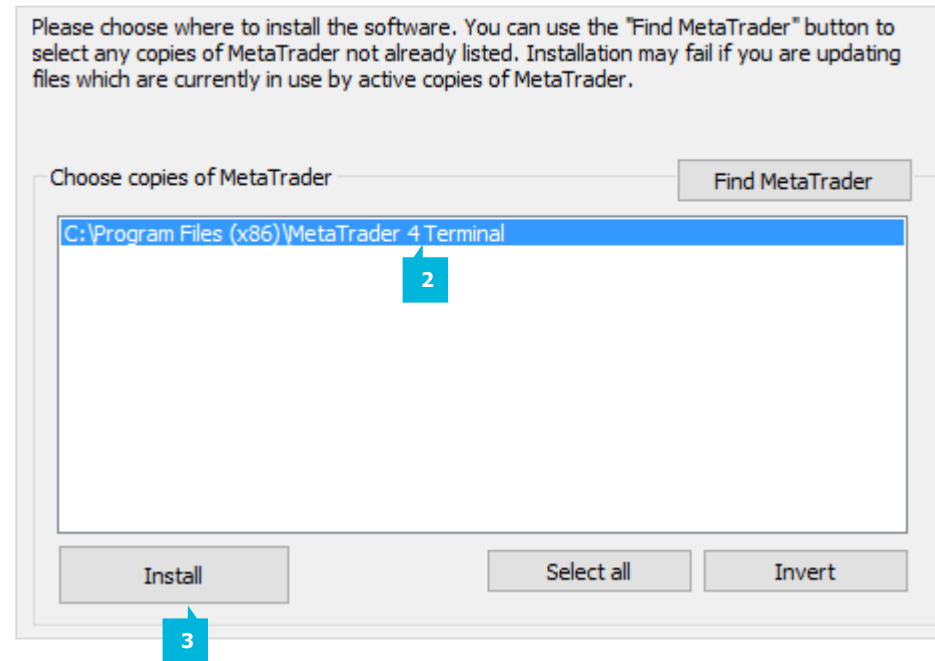 Please choose where to install the software. You can use the "Find MetaTrader" button to
select any copies of MetaTrader not already listed. Installation may fail if you are updating
files which are currently in use by active copies of MetaTrader.
Choose copies of MetaTrader
Find MetaTrader
C:\Program Files (x86)\MetaTrader 4 Terminal
2
Install
Select all
Invert
3